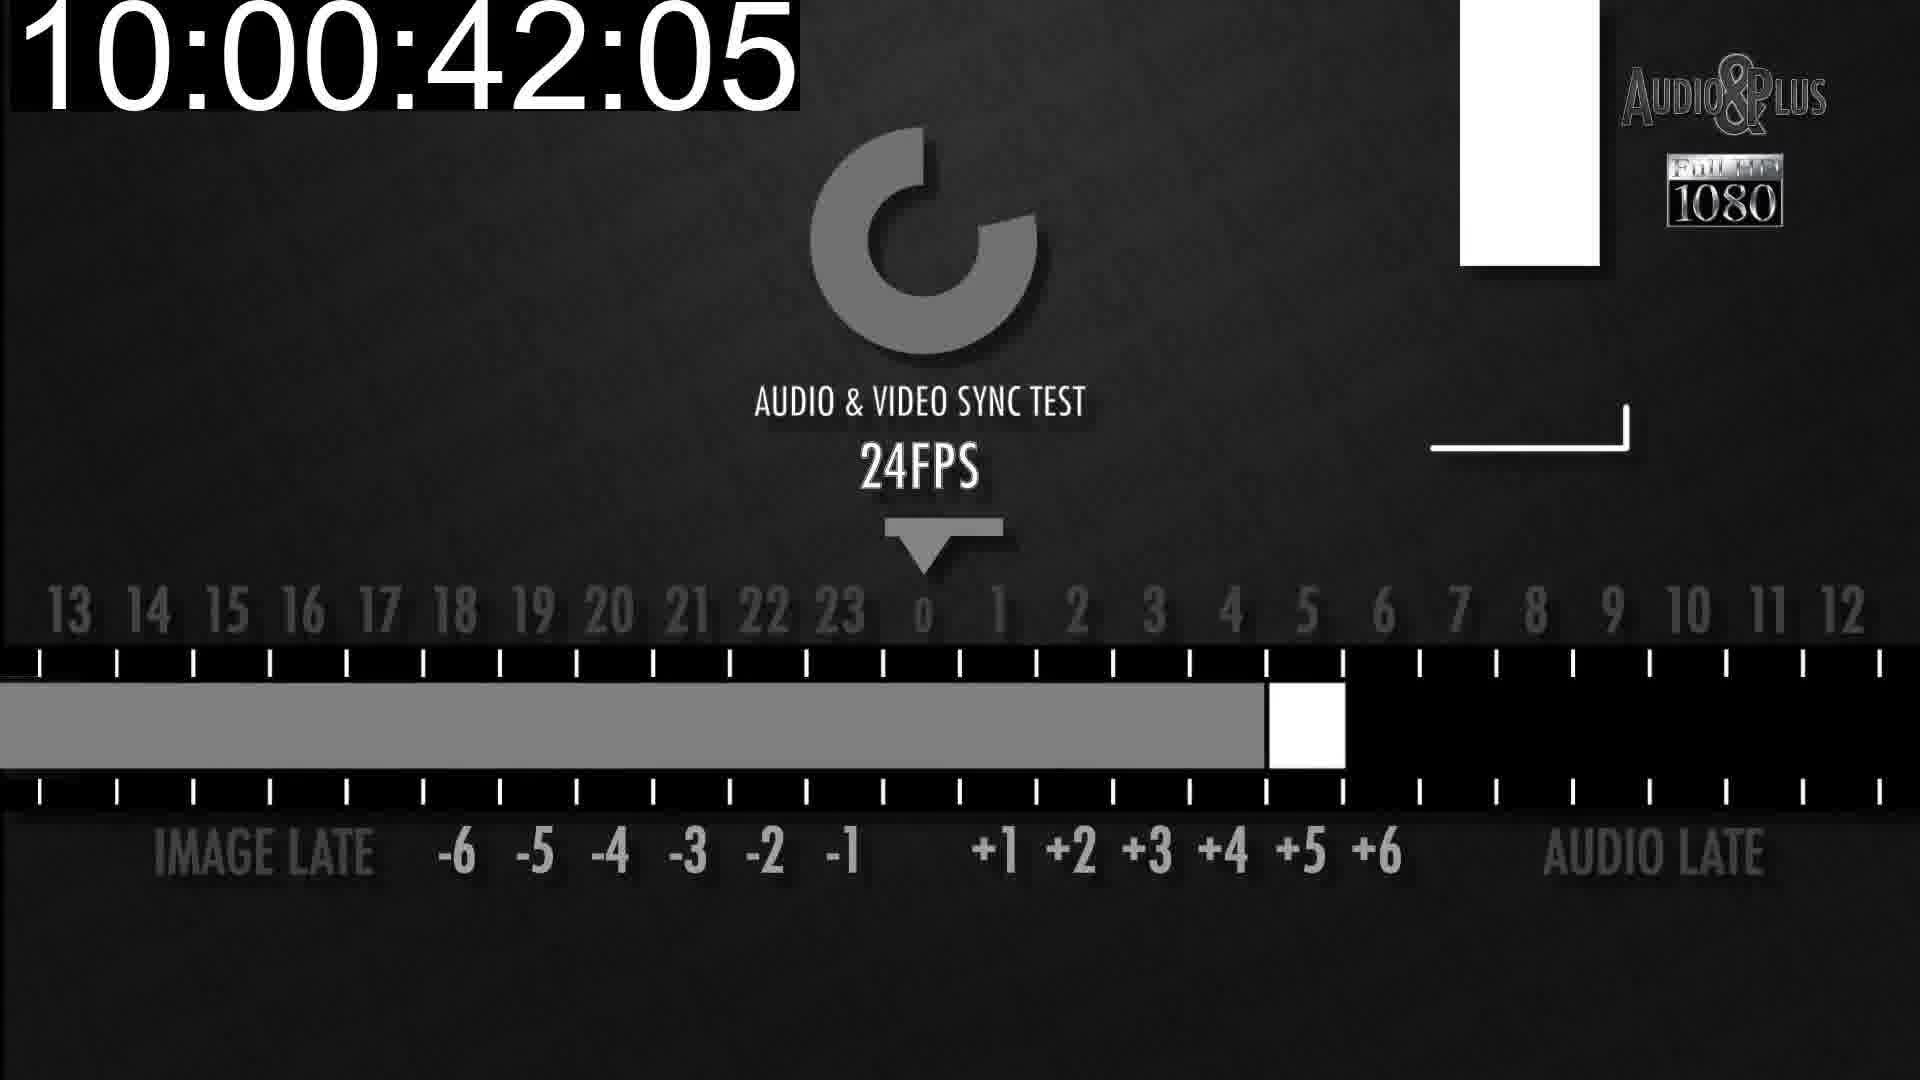 10:00:42:05
AUDIO&PLUS
Full HD
1080
AUDIO & VIDEO SYNC TEST
24FPS
13 14 15 16 17 18 19 20 21 22 23 0 1 2 3 4 5 6 7 8 9 10 11 12
IMAGE LATE -6 -5 -4 -3 -2 -1 +1 +2 +3 +4 +5 +6 AUDIO LATE